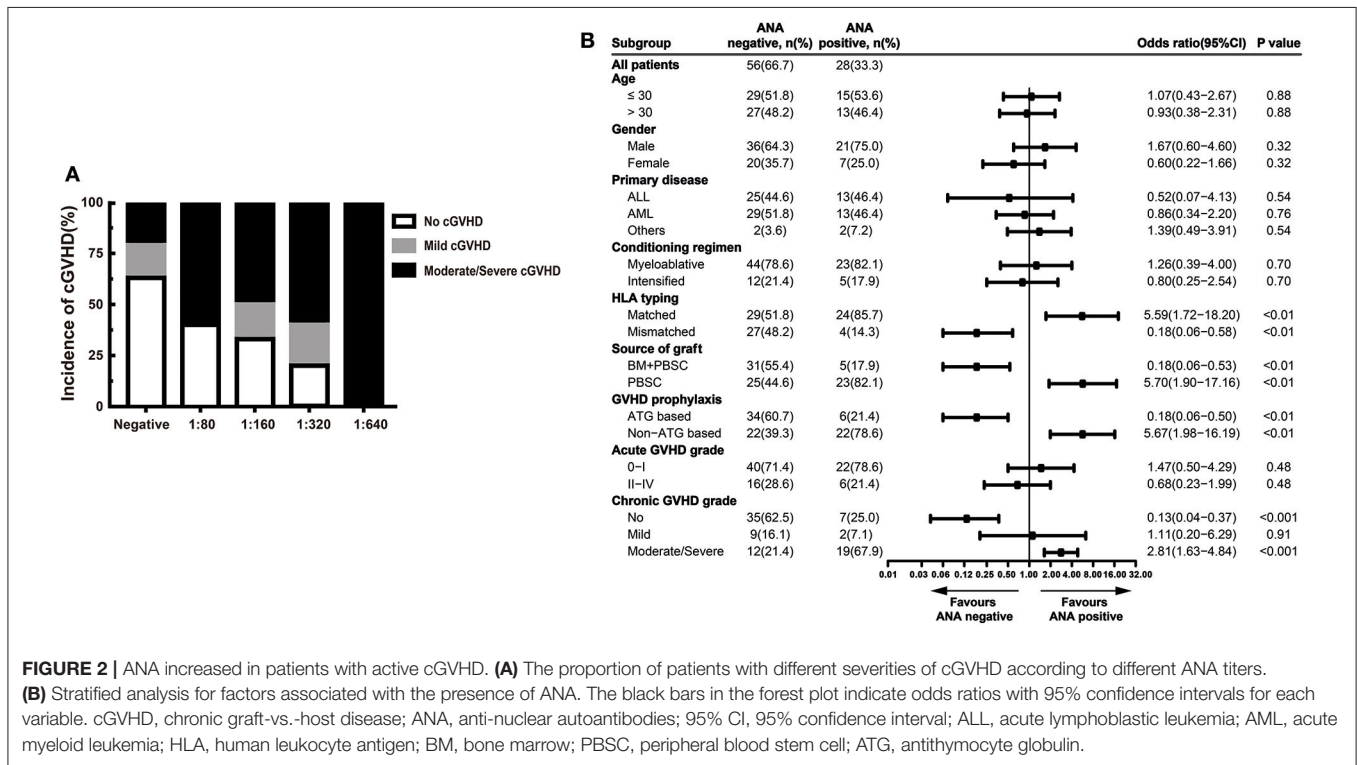 A
Incidence of cGVHD(%)
100
75
50
25
0
Negative 1:80 1:160 1:320 1:640
No cGVHD
Mild cGVHD
Moderate/Severe cGVHD
B
Subgroup ANA negative, n(%) ANA positive, n(%) Odds ratio(95%CI) P value
All patients 56(66.7) 28(33.3)
Age
≤ 30 29(51.8) 15(53.6) 1.07(0.43−2.67) 0.88
> 30 27(48.2) 13(46.4) 0.93(0.38−2.31) 0.88
Gender
Male 36(64.3) 21(75.0) 1.67(0.60−4.60) 0.32
Female 20(35.7) 7(25.0) 0.60(0.22−1.66) 0.32
Primary disease
ALL 25(44.6) 13(46.4) 0.52(0.07−4.13) 0.54
AML 29(51.8) 13(46.4) 0.86(0.34−2.20) 0.76
Others 2(3.6) 2(7.2) 1.39(0.49−3.91) 0.54
Conditioning regimen
Myeloablative 44(78.6) 23(82.1) 1.26(0.39−4.00) 0.70
Intensified 12(21.4) 5(17.9) 0.80(0.25−2.54) 0.70
HLA typing
Matched 29(51.8) 24(85.7) 5.59(1.72−18.20) <0.01
Mismatched 27(48.2) 4(14.3) 0.18(0.06−0.58) <0.01
Source of graft
BM+PBSC 31(55.4) 5(17.9) 0.18(0.06−0.53) <0.01
PBSC 25(44.6) 23(82.1) 5.70(1.90−17.16) <0.01
GVHD prophylaxis
ATG based 34(60.7) 6(21.4) 0.18(0.06−0.50) <0.01
Non−ATG based 22(39.3) 22(78.6) 5.67(1.98−16.19) <0.01
Acute GVHD grade
0−I 40(71.4) 22(78.6) 1.47(0.50−4.29) 0.48
II−IV 16(28.6) 6(21.4) 0.68(0.23−1.99) 0.48
Chronic GVHD grade
No 35(62.5) 7(25.0) 0.13(0.04−0.37) <0.001
Mild 9(16.1) 2(7.1) 1.11(0.20−6.29) 0.91
Moderate/Severe 12(21.4) 19(67.9) 2.81(1.63−4.84) <0.001
0.01 0.03 0.06 0.12 0.25 0.50 1.00 2.00 4.00 8.00 16.00 32.00
Favours ANA negative Favours ANA positive
FIGURE 2 | ANA increased in patients with active cGVHD. (A) The proportion of patients with different severities of cGVHD according to different ANA titers.
(B) Stratified analysis for factors associated with the presence of ANA. The black bars in the forest plot indicate odds ratios with 95% confidence intervals for each
variable. cGVHD, chronic graft-vs.-host disease; ANA, anti-nuclear autoantibodies; 95% CI, 95% confidence interval; ALL, acute lymphoblastic leukemia; AML, acute
myeloid leukemia; HLA, human leukocyte antigen; BM, bone marrow; PBSC, peripheral blood stem cell; ATG, antithymocyte globulin.